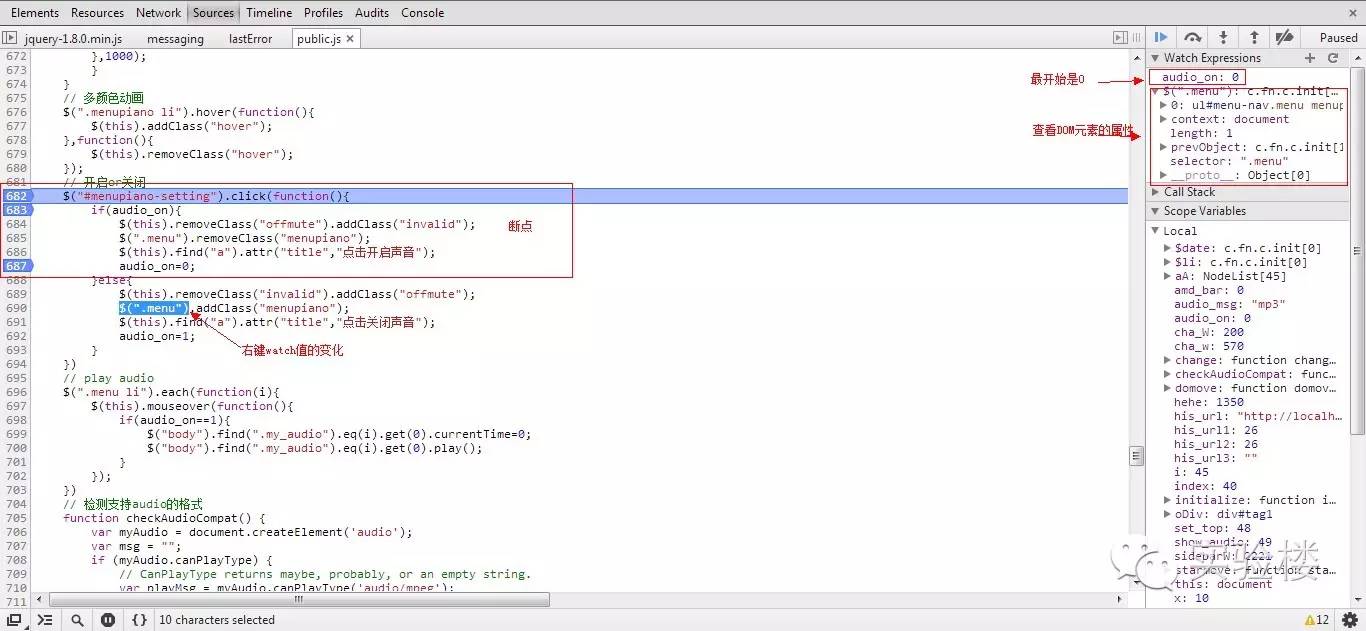 Elements Resources Network Sources Timeline Profiles Audits Console
jquery-1.8.0.min.js messaging lastError public.js × Paused
672 },1000);
673 }
674 }
675 // 多颜色动画
676 $(".menupiano li").hover(function(){
677 $(this).addClass("hover");
678 },function(){
679 $(this).removeClass("hover");
680 });
681 // 开启or关闭
682 $("#menupiano-setting").click(function(){
683 if(audio_on){
684 $(this).removeClass("offmute").addClass("invalid");
685 $(".menu").removeClass("menupiano");
686 $(this).find("a").attr("title","点击开启声音");
687 audio_on=0;
688 }else{
689 $(this).removeClass("invalid").addClass("offmute");
690 $(".menu").addClass("menupiano");
691 $(this).find("a").attr("title","点击关闭声音");
692 audio_on=1;
693 }
694 })
695 // play audio
696 $(".menu li").each(function(i){
697 $(this).mouseover(function(){
698 if(audio_on==1){
699 $("body").find(".my_audio").eq(i).get(0).currentTime=0;
700 $("body").find(".my_audio").eq(i).get(0).play();
701 }
702 });
703 })
704 // 检测支持audio的格式
705 function checkAudioCompat() {
706 var myAudio = document.createElement('audio');
707 var msg = "";
708 if (myAudio.canPlayType) {
709 // CanPlayType returns maybe, probably, or an empty string.
710 var playMsg = myAudio.canPlayType('audio/mpeg');
711
断点
右键watch值的变化
最开始是0
查看DOM元素的属性
Watch Expressions
audio_on: 0
$(".menu"): c.fn.c.init[…
0: ul#menu-nav.menu menup
context: document
length: 1
prevObject: c.fn.c.init[1
selector: ".menu"
__proto__: Object[0]
Call Stack
Scope Variables
Local
$date: c.fn.c.init[0]
$li: c.fn.c.init[0]
aA: NodeList[45]
amd_bar: 0
audio_msg: "mp3"
audio_on: 0
cha_W: 200
cha_w: 570
change: function chang…
checkAudioCompat: func…
domove: function domov…
hehe: 1350
his_url: "http://localh…
his_url1: 26
his_url2: 26
his_url3: ""
i: 45
index: 40
initialize: function i…
oDiv: div#tag1
set_top: 48
show_audio: 49
sidebarW: 2221
starmove: function sta…
this: document
x: 10
实验楼
{ } 10 characters selected 12